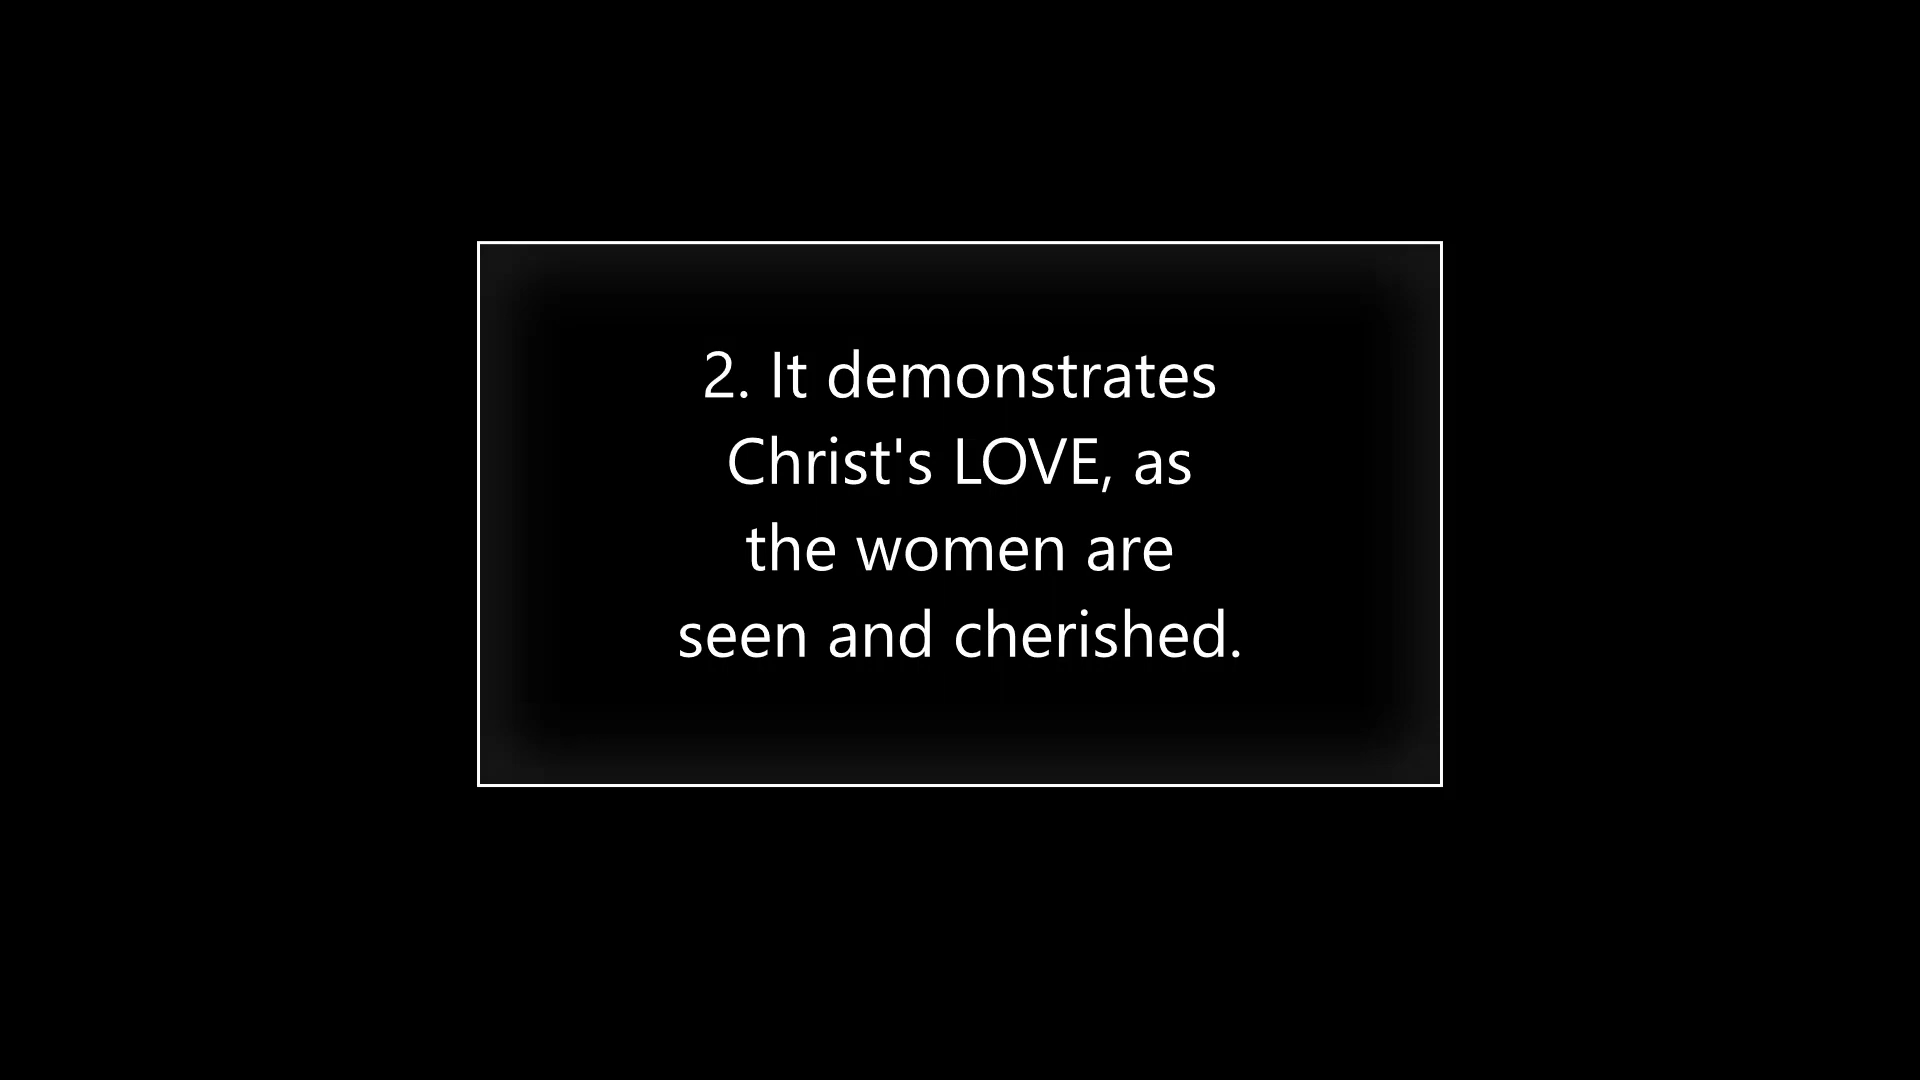 2. It demonstrates
Christ's LOVE, as
the women are
seen and cherished.